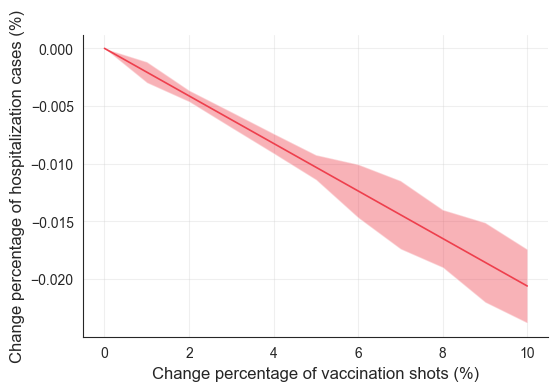 Change percentage of hospitalization cases (%)
0.000
−0.005
−0.010
−0.015
−0.020
0 2 4 6 8 10
Change percentage of vaccination shots (%)